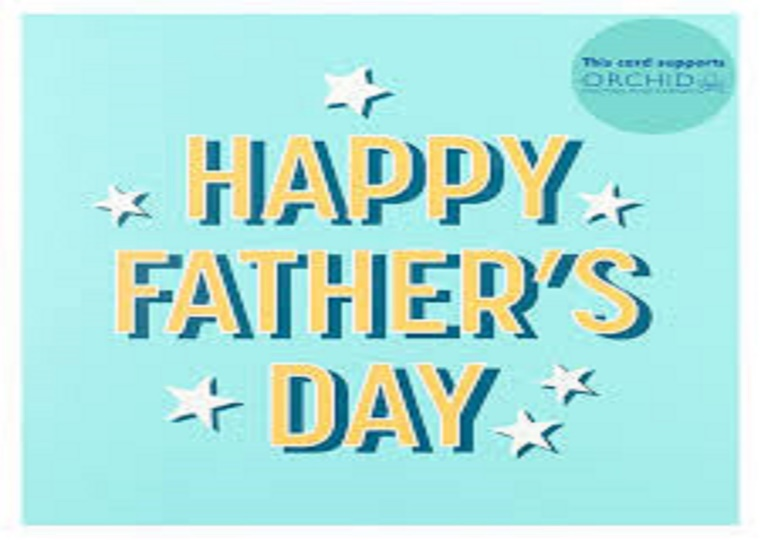 This card supports
ORCHID
HAPPY
FATHER'S
DAY